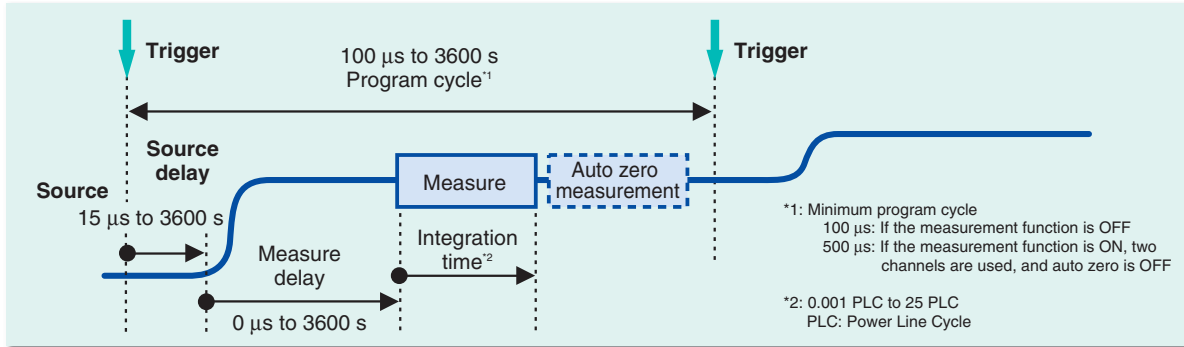 Trigger
100 μs to 3600 s
Program cycle*1
Trigger
Source
delay
Source
15 μs to 3600 s
Measure
Auto zero
measurement
Measure
delay
0 μs to 3600 s
Integration
time*2
*1: Minimum program cycle
100 μs: If the measurement function is OFF
500 μs: If the measurement function is ON, two
channels are used, and auto zero is OFF
*2: 0.001 PLC to 25 PLC
PLC: Power Line Cycle